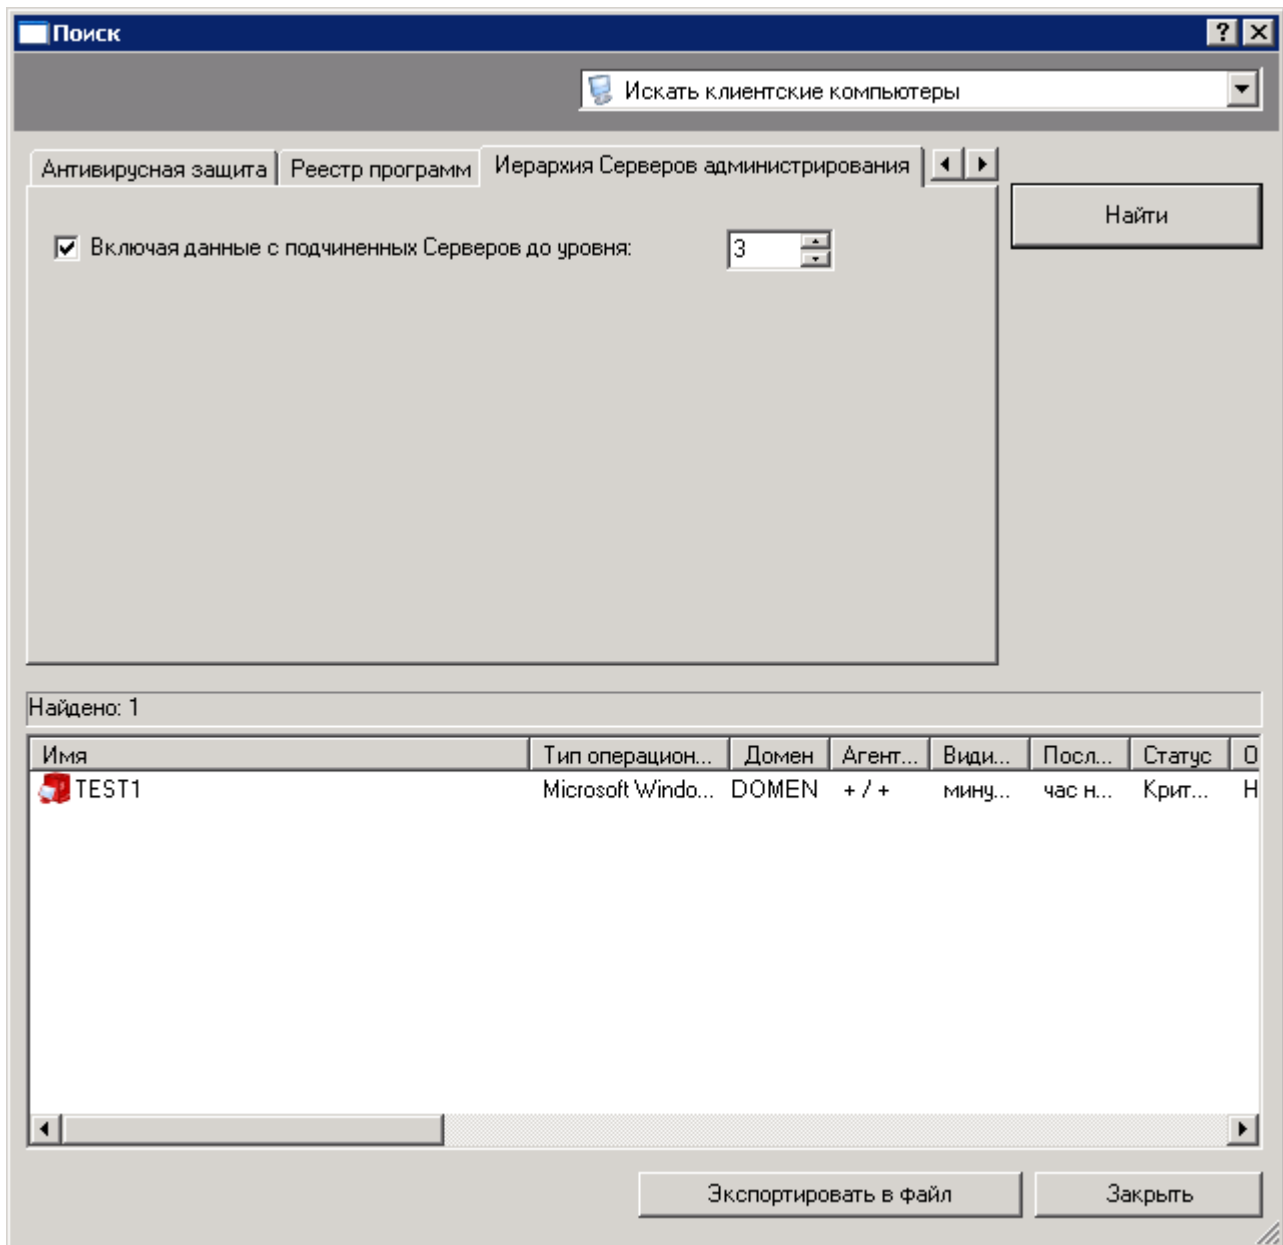 Поиск
Искать клиентские компьютеры
Антивирусная защита Реестр программ Иерархия Серверов администрирования
Найти
Включая данные с подчиненных Серверов до уровня: 3
Найдено: 1
Имя Тип операцион... Домен Агент... Види... Посл... Статус О
TEST1 Microsoft Windo... DOMEN + / + мину... час н... Крит... Н
Экспортировать в файл Закрыть